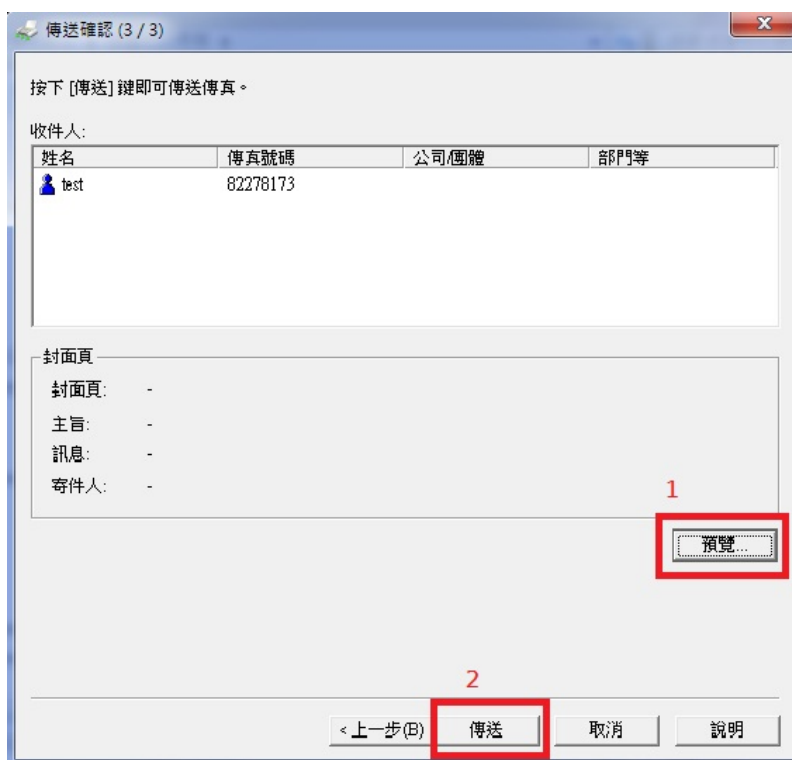 傳送確認 (3 / 3)
按下 [傳送] 鍵即可傳送傳真。
收件人:
姓名 傳真號碼 公司/團體 部門等
test 82278173
封面頁
封面頁: -
主旨: -
訊息: -
寄件人: -
1
預覽...
2
<上一步(B) 傳送 取消 說明